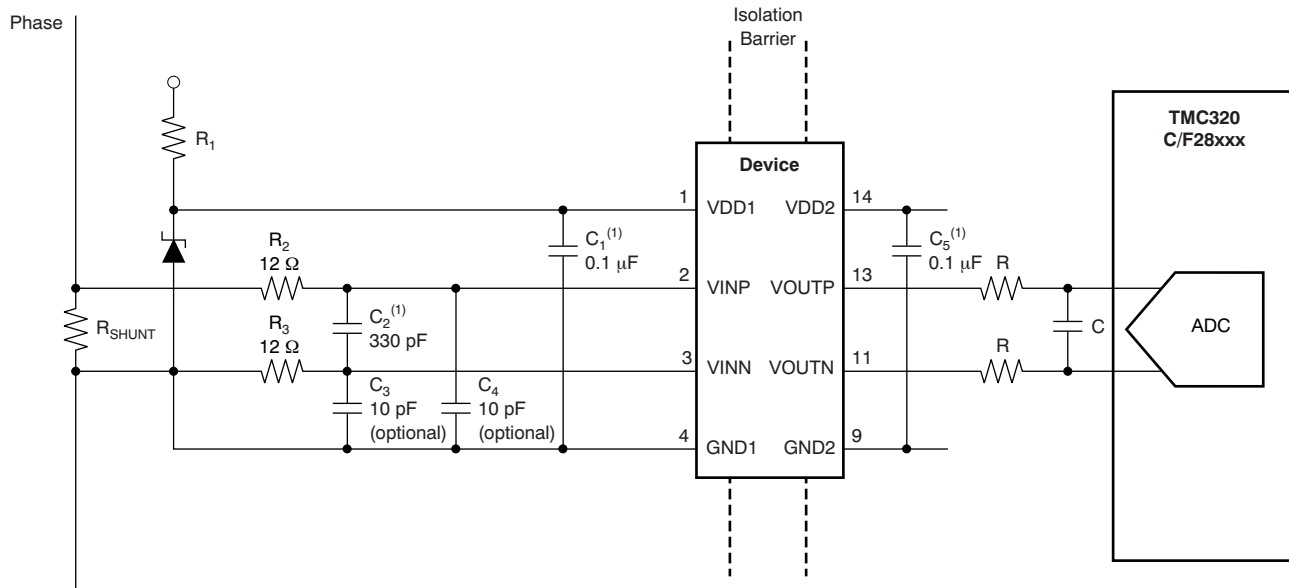 Phase
Isolation
Barrier
TMC320
C/F28xxx
R1
Device
1
VDD1
VDD2
14
R2
12 Ω
C1(1)
0.1 μF
C5(1)
0.1 μF
2
VINP
VOUTP
13
R
RSHUNT
C2(1)
330 pF
C
ADC
R3
12 Ω
3
VINN
VOUTN
11
R
C3
10 pF
(optional)
C4
10 pF
(optional)
4
GND1
GND2
9